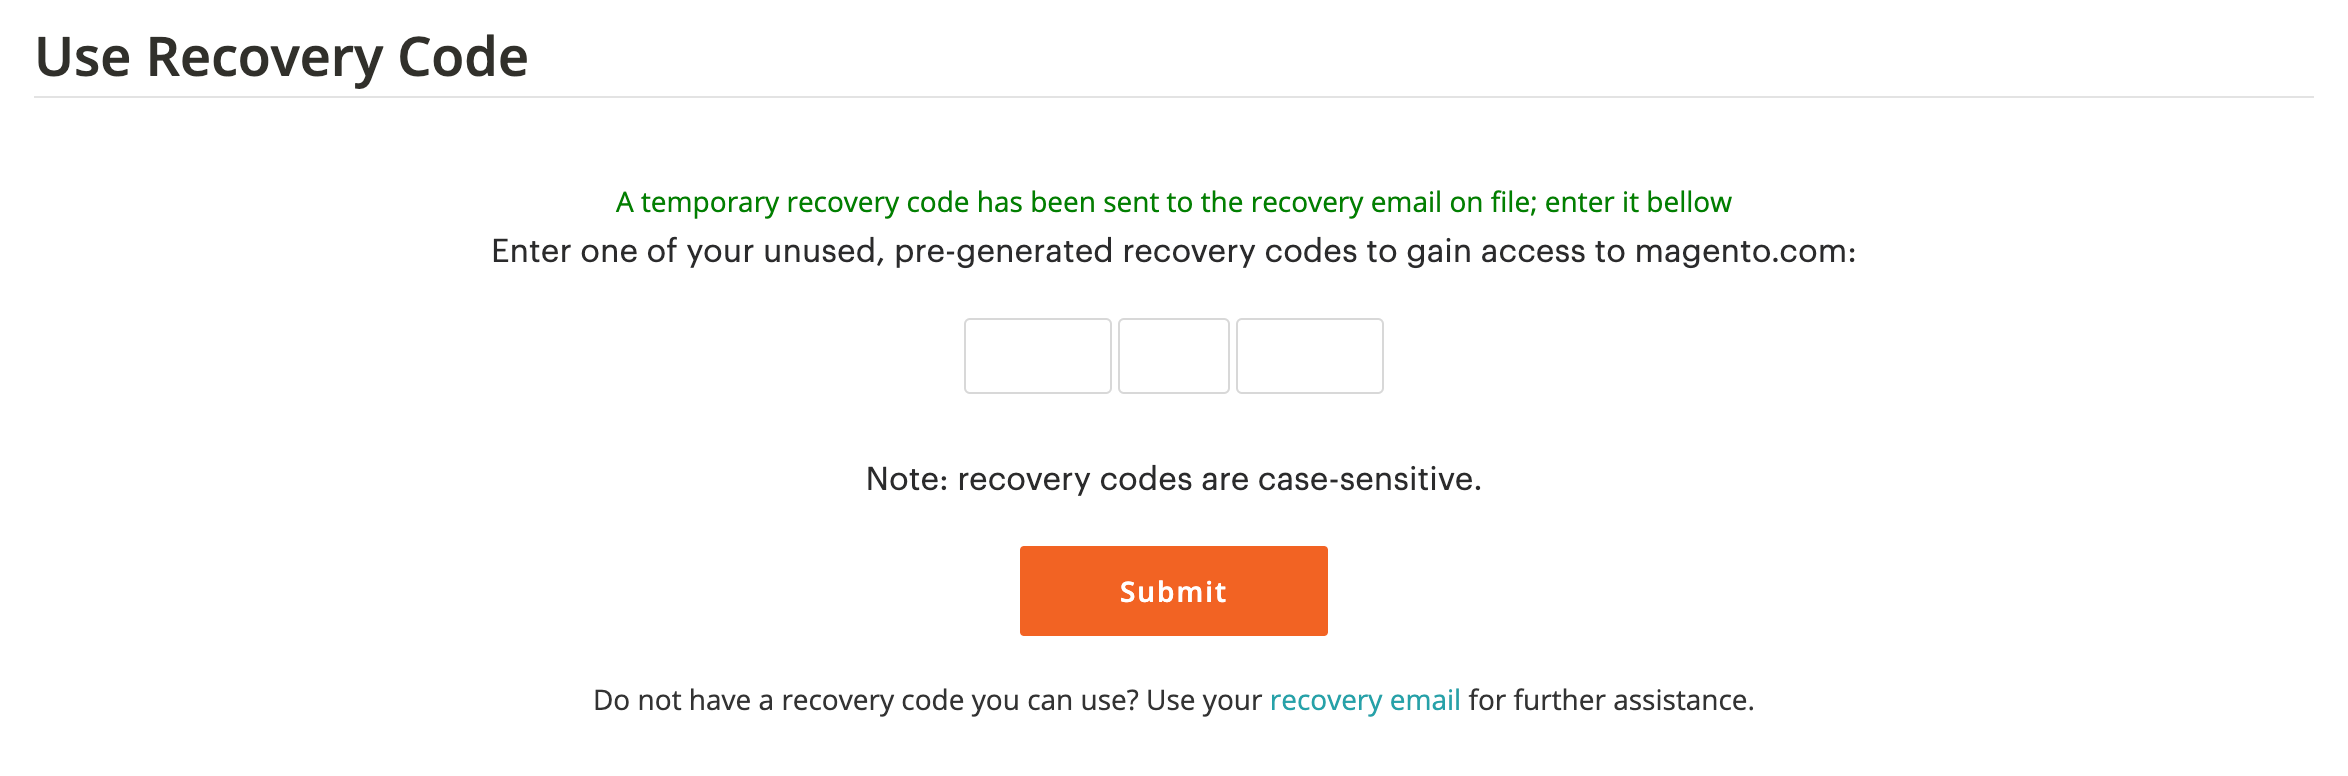 Use Recovery Code
A temporary recovery code has been sent to the recovery email on file; enter it bellow
Enter one of your unused, pre-generated recovery codes to gain access to magento.com:
Note: recovery codes are case-sensitive.
Submit
Do not have a recovery code you can use? Use your recovery email for further assistance.